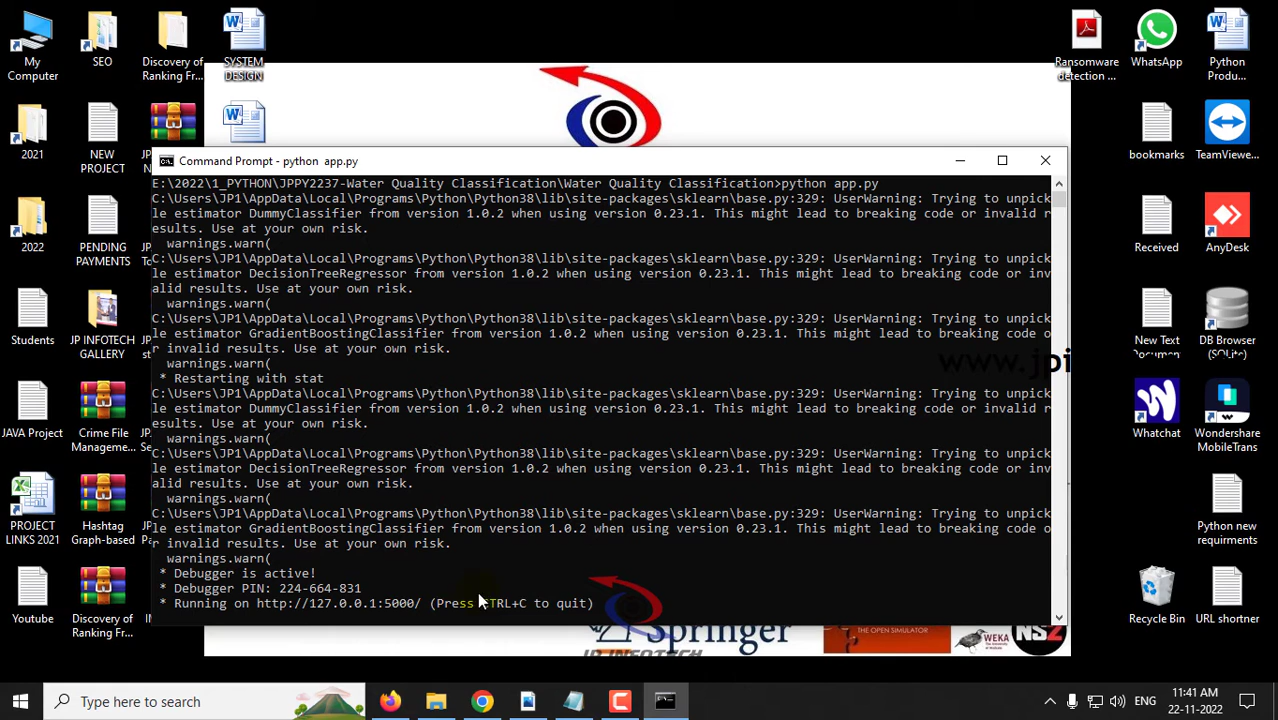 My
Computer
SEO
Discovery of
Ranking Fr...
SYSTEM
DESIGN
Ransomware
detection ...
WhatsApp
Python
Produ...
2021
NEW
PROJECT
bookmarks
TeamViewe...
2022
PENDING
PAYMENTS
Received
AnyDesk
Students
JP INFOTECH
GALLERY
New Text
Documen...
DB Browser
(SQLite)
JAVA Project
Crime File
Manageme...
Whatchat
Wondershare
MobileTrans
PROJECT
LINKS 2021
Hashtag
Graph-based
Python new
requirments
Youtube
Discovery of
Ranking Fr...
Recycle Bin
URL shortner
Command Prompt - python  app.py
E:\2022\1_PYTHON\JPPY2237-Water Quality Classification\Water Quality Classification>python app.py
C:\Users\JP1\AppData\Local\Programs\Python\Python38\lib\site-packages\sklearn\base.py:329: UserWarning: Trying to unpick
le estimator DummyClassifier from version 1.0.2 when using version 0.23.1. This might lead to breaking code or invalid r
esults. Use at your own risk.
warnings.warn(
C:\Users\JP1\AppData\Local\Programs\Python\Python38\lib\site-packages\sklearn\base.py:329: UserWarning: Trying to unpick
le estimator DecisionTreeRegressor from version 1.0.2 when using version 0.23.1. This might lead to breaking code or inv
alid results. Use at your own risk.
warnings.warn(
C:\Users\JP1\AppData\Local\Programs\Python\Python38\lib\site-packages\sklearn\base.py:329: UserWarning: Trying to unpick
le estimator GradientBoostingClassifier from version 1.0.2 when using version 0.23.1. This might lead to breaking code o
r invalid results. Use at your own risk.
warnings.warn(
* Restarting with stat
C:\Users\JP1\AppData\Local\Programs\Python\Python38\lib\site-packages\sklearn\base.py:329: UserWarning: Trying to unpick
le estimator DummyClassifier from version 1.0.2 when using version 0.23.1. This might lead to breaking code or invalid r
esults. Use at your own risk.
warnings.warn(
C:\Users\JP1\AppData\Local\Programs\Python\Python38\lib\site-packages\sklearn\base.py:329: UserWarning: Trying to unpick
le estimator DecisionTreeRegressor from version 1.0.2 when using version 0.23.1. This might lead to breaking code or inv
alid results. Use at your own risk.
warnings.warn(
C:\Users\JP1\AppData\Local\Programs\Python\Python38\lib\site-packages\sklearn\base.py:329: UserWarning: Trying to unpick
le estimator GradientBoostingClassifier from version 1.0.2 when using version 0.23.1. This might lead to breaking code o
r invalid results. Use at your own risk.
warnings.warn(
* Debugger is active!
* Debugger PIN: 224-664-831
* Running on http://127.0.0.1:5000/ (Press CTRL+C to quit)
www.jpi
Springer
JP INFOTECH
THE OPEN SIMULATOR
WEKA
NS2
Type here to search
ENG
11:41 AM
22-11-2022